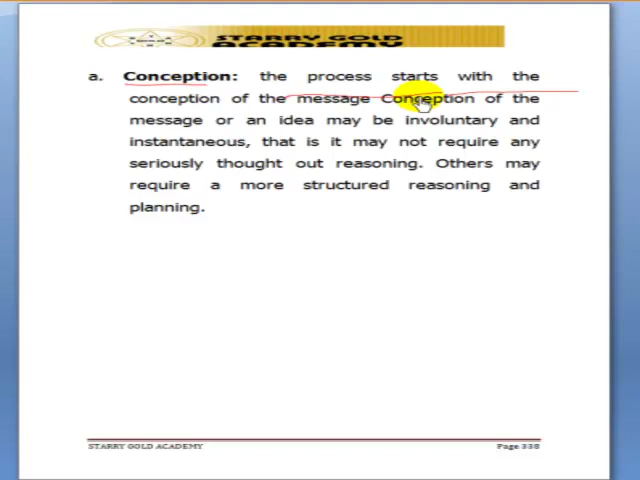 STARRY GOLD
ACADEMY
a. Conception: the process starts with the
conception of the message Conception of the
message or an idea may be involuntary and
instantaneous, that is it may not require any
seriously thought out reasoning. Others may
require a more structured reasoning and
planning.
STARRY GOLD ACADEMY Page 338